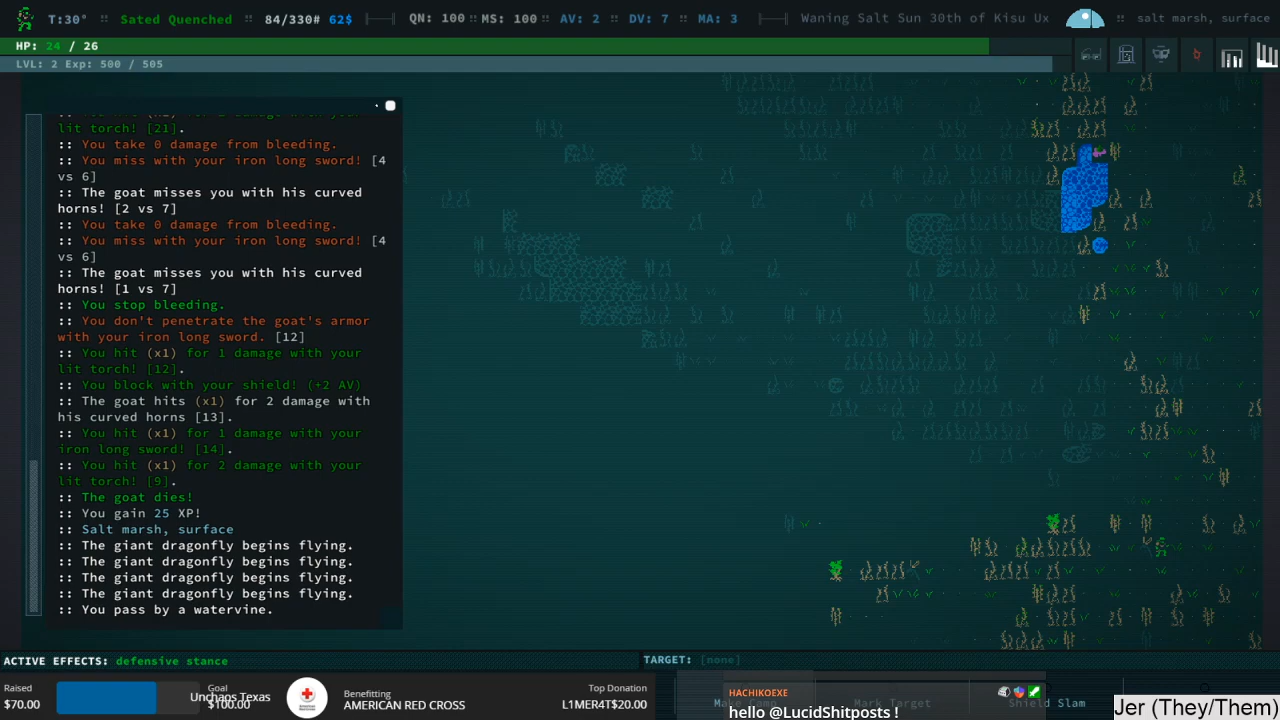 T:30° :: Sated Quenched :: 84/330# 62$ QN: 100 :: MS: 100 :: AV: 2 :: DV: 7 :: MA: 3 Waning Salt Sun 30th of Kisu Ux :: salt marsh, surface
HP: 24 / 26
LVL: 2 Exp: 500 / 505
lit torch! [21].
:: You take 0 damage from bleeding.
:: You miss with your iron long sword! [4
vs 6]
:: The goat misses you with his curved
horns! [2 vs 7]
:: You take 0 damage from bleeding.
:: You miss with your iron long sword! [4
vs 6]
:: The goat misses you with his curved
horns! [1 vs 7]
:: You stop bleeding.
:: You don't penetrate the goat's armor
with your iron long sword. [12]
:: You hit (x1) for 1 damage with your
lit torch! [12].
:: You block with your shield! (+2 AV)
:: The goat hits (x1) for 2 damage with
his curved horns [13].
:: You hit (x1) for 1 damage with your
iron long sword! [14].
:: You hit (x1) for 2 damage with your
lit torch! [9].
:: The goat dies!
:: You gain 25 XP!
:: Salt marsh, surface
:: The giant dragonfly begins flying.
:: The giant dragonfly begins flying.
:: The giant dragonfly begins flying.
:: The giant dragonfly begins flying.
:: You pass by a watervine.
ACTIVE EFFECTS: defensive stance
TARGET: [none]
Raised
$70.00
Goal
$100.00
Unchaps Texas
Benefitting
AMERICAN RED CROSS
Top Donation
L1MER4T$20.00
HACHIKOEXE
hello @LucidShitposts !
Make Camp
Mark Target
Shield Slam
Jer (They/Them)